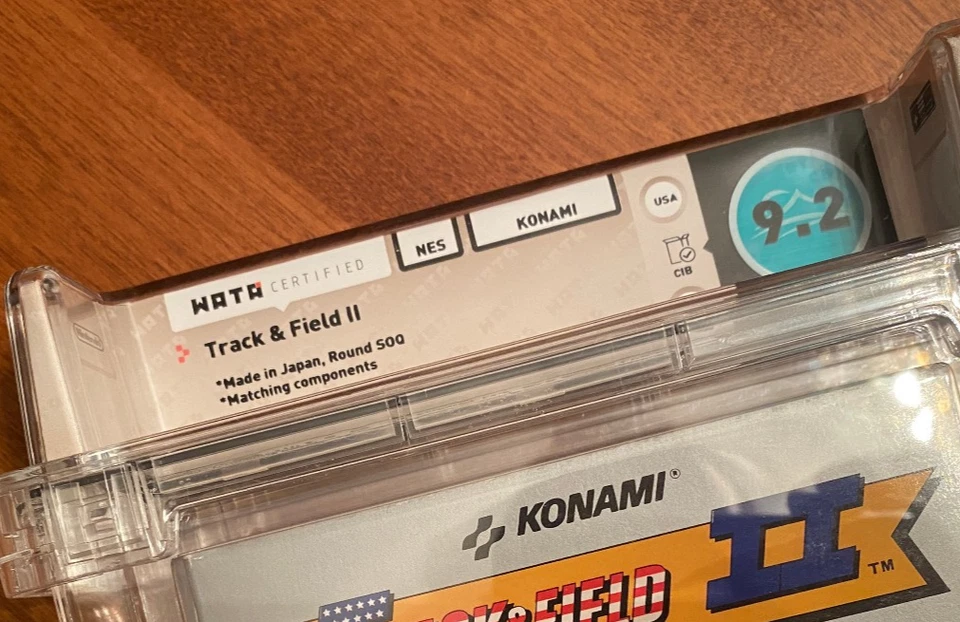 WATA CERTIFIED
NES
KONAMI
USA
CIB
9.2
Track & Field II
•Made in Japan, Round SOQ
•Matching components
KONAMI®
II
& FIELD
TM